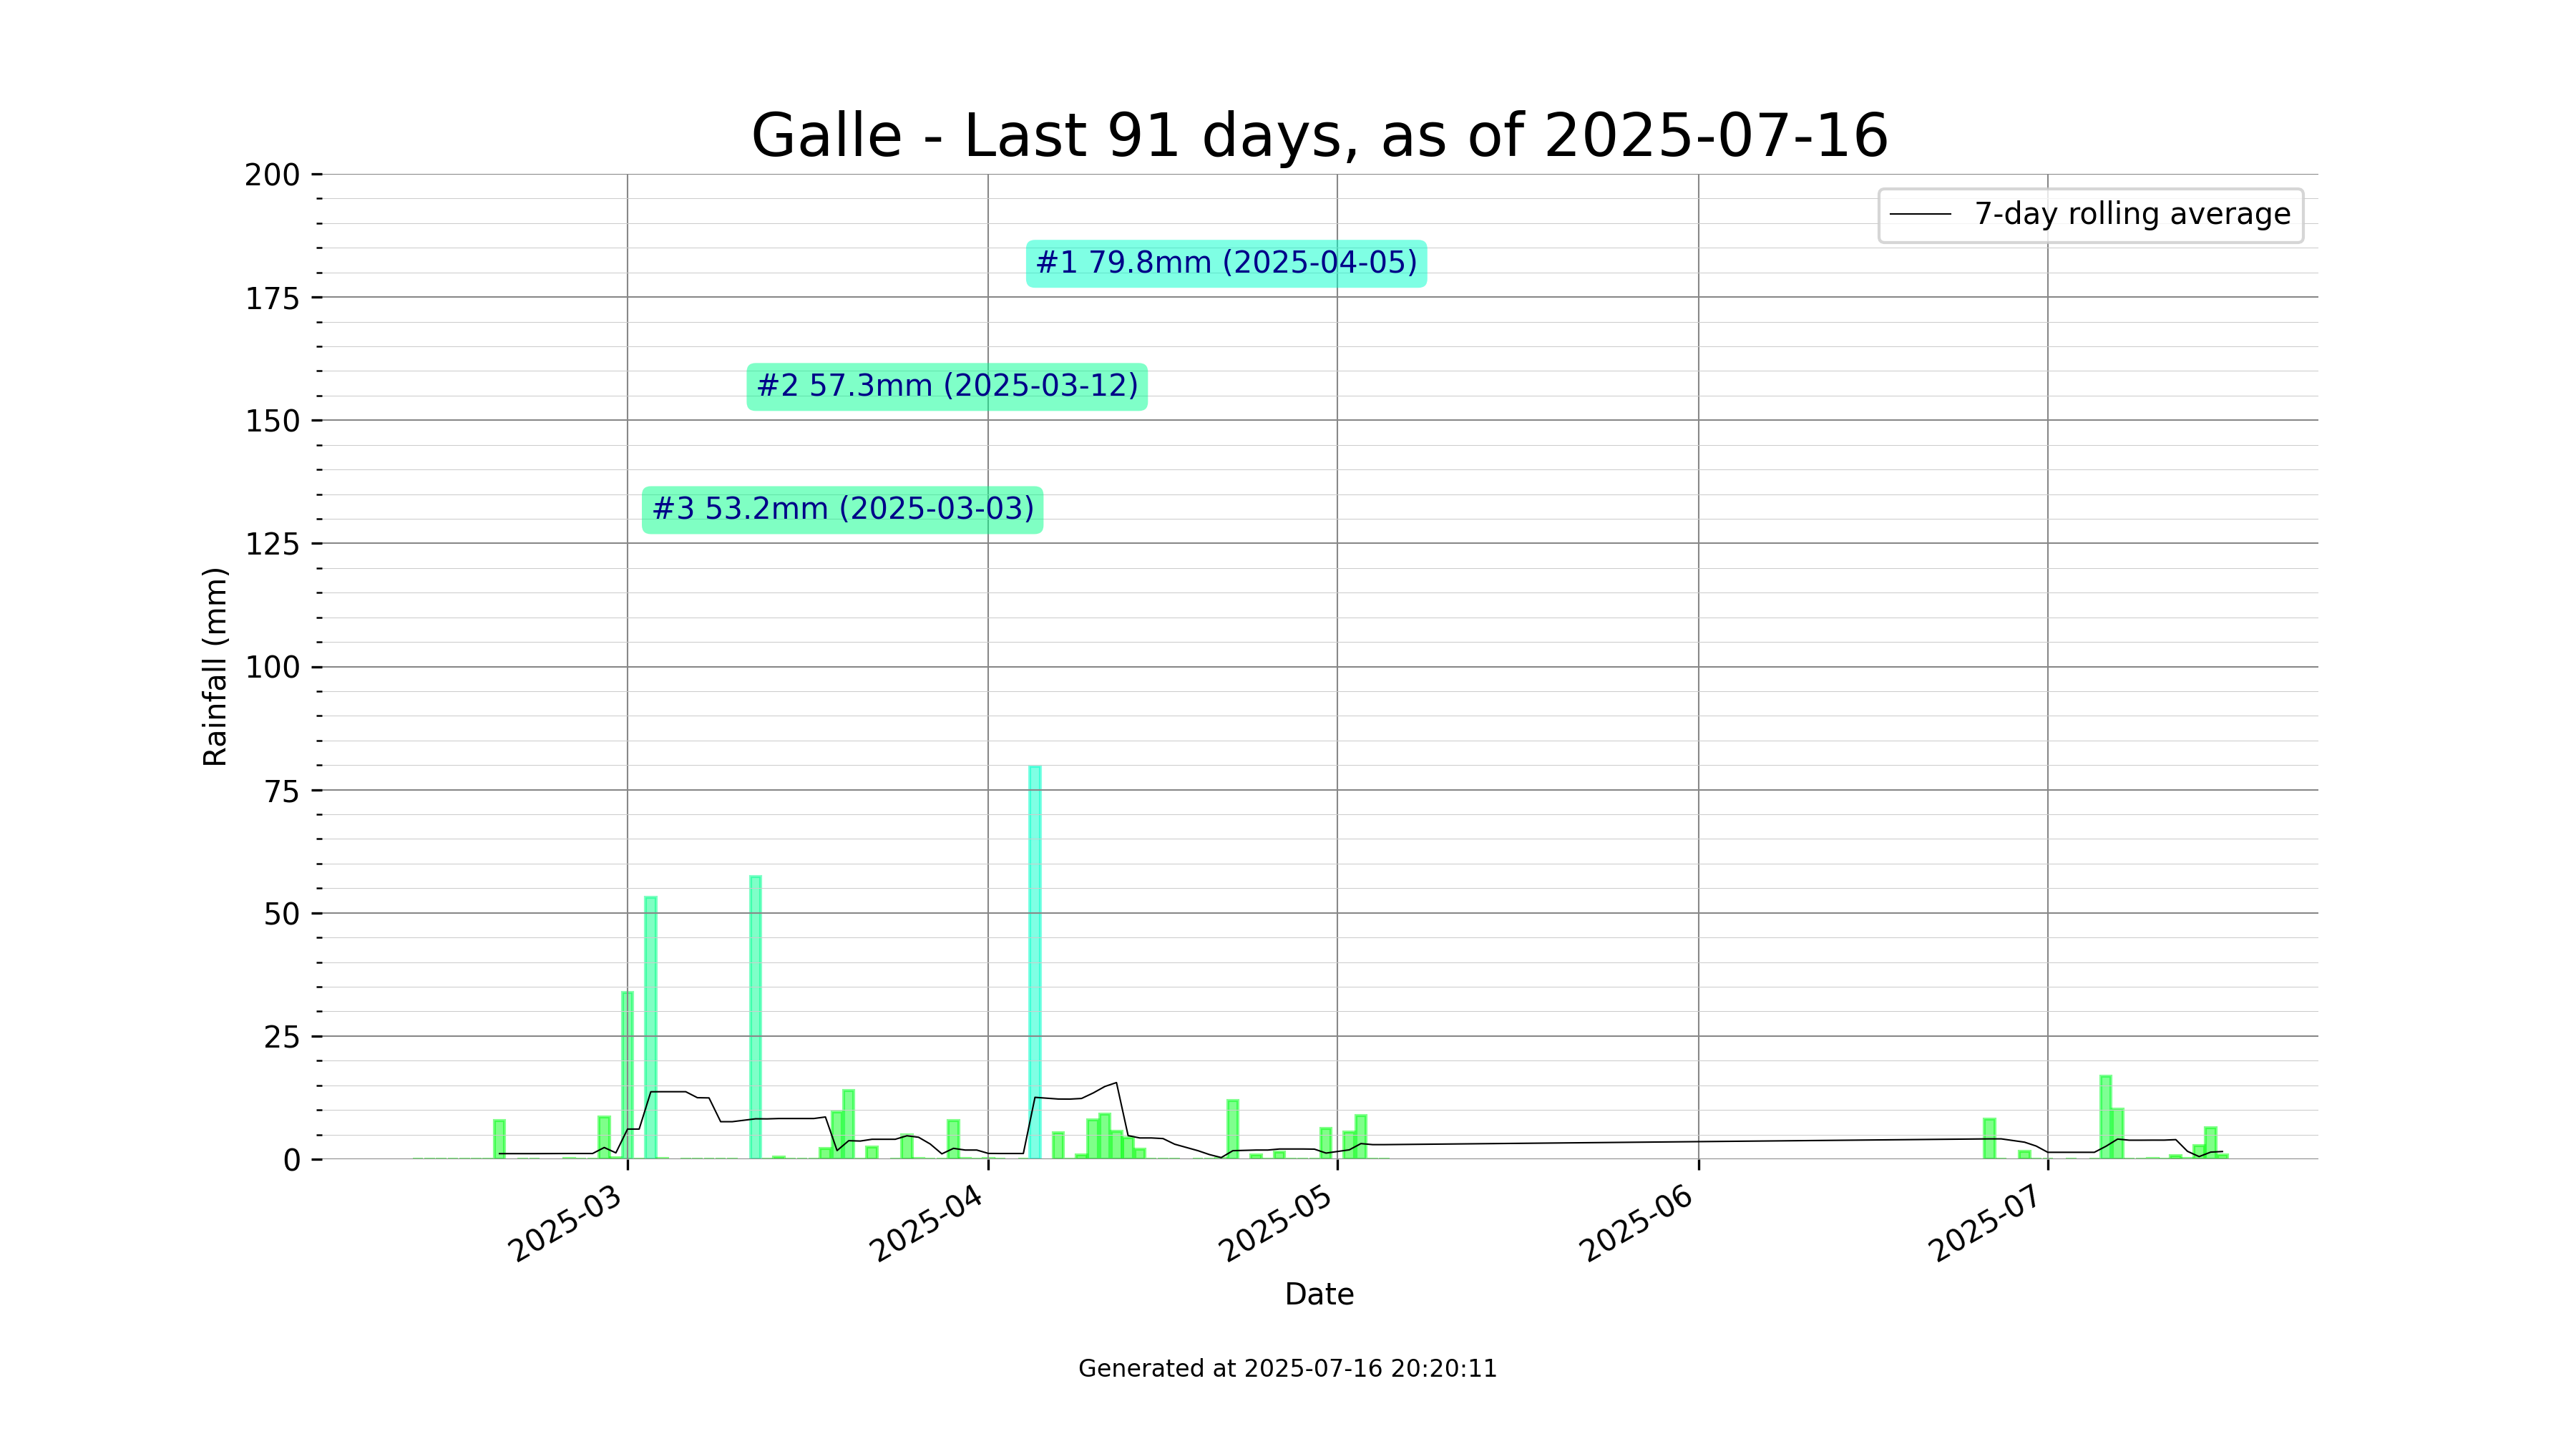 Galle - Last 91 days, as of 2025-07-16
200
175
150
125
100
75
50
25
0
Rainfall (mm)
7-day rolling average
#1 79.8mm (2025-04-05)
#2 57.3mm (2025-03-12)
#3 53.2mm (2025-03-03)
2025-03
2025-04
2025-05
2025-06
2025-07
Date
Generated at 2025-07-16 20:20:11